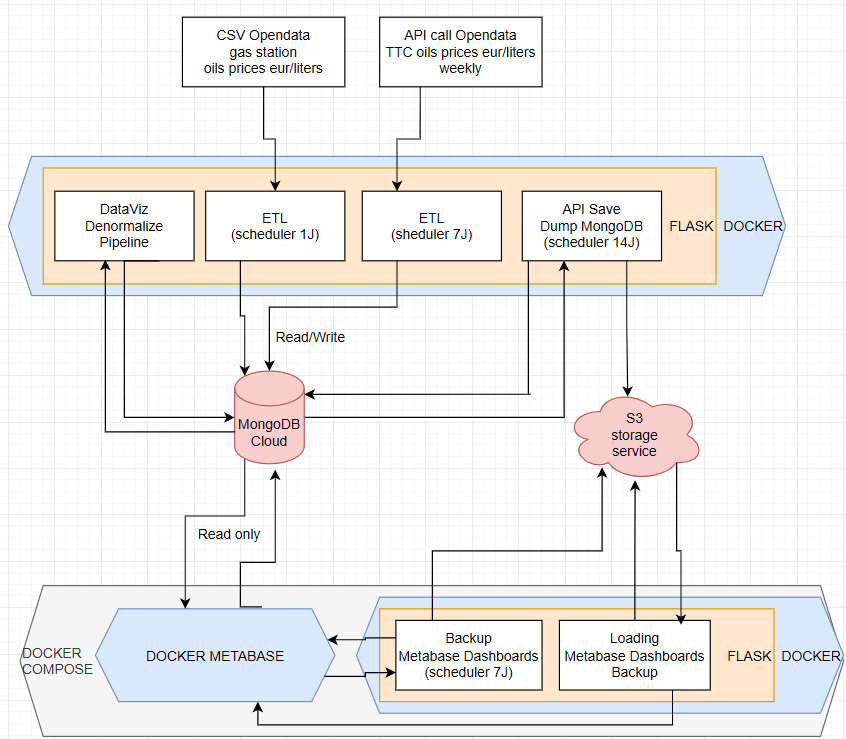 CSV Opendata
gas station
oils prices eur/liters
API call Opendata
TTC oils prices eur/liters
weekly
DataViz
Denormalize
Pipeline
ETL
(scheduler 1J)
ETL
(sheduler 7J)
API Save
Dump MongoDB
(scheduler 14J)
FLASK
DOCKER
Read/Write
MongoDB
Cloud
S3
storage
service
Read only
DOCKER
COMPOSE
DOCKER METABASE
Backup
Metabase Dashboards
(scheduler 7J)
Loading
Metabase Dashboards
Backup
FLASK
DOCKER